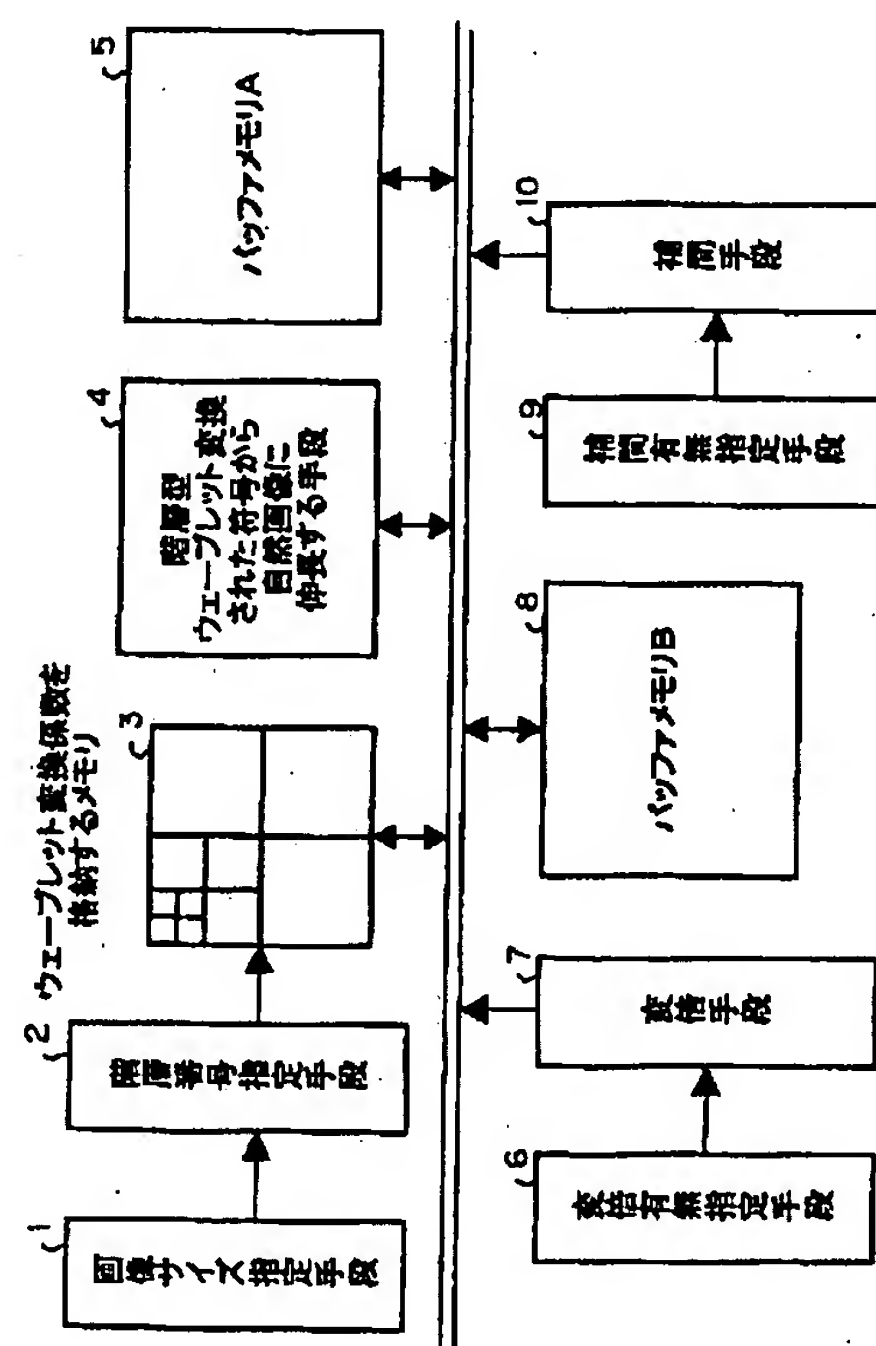 1
画像サイズ指定手段
2
階層番号指定手段
ウェーブレット変換係数を
格納するメモリ
3
4
階層型
ウェーブレット変換
された符号から
自然画像に
伸長する手段
5
バッファメモリA
6
変倍有無指定手段
7
変倍手段
8
バッファメモリB
9
補間有無指定手段
10
補間手段